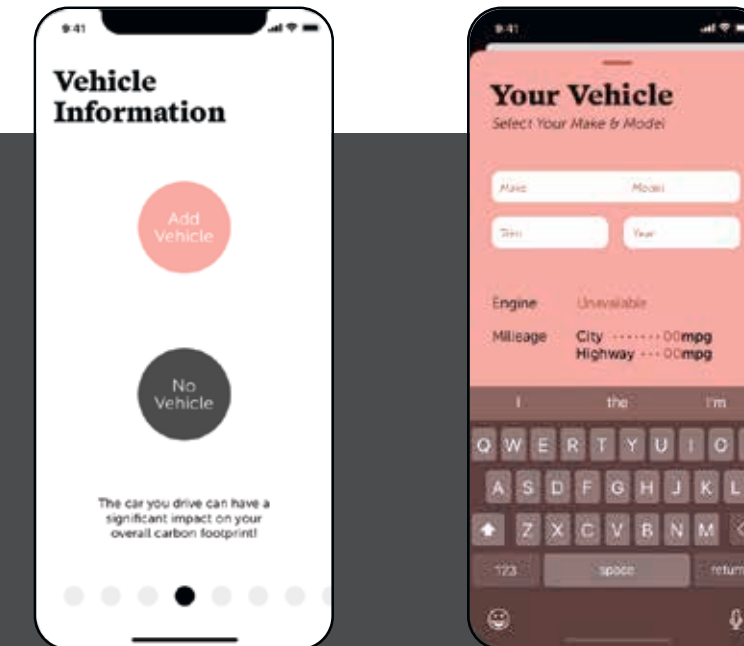 9:41
Vehicle
Information
Add
Vehicle
No
Vehicle
The car you drive can have a
significant impact on your
overall carbon footprint!
9:41
Your Vehicle
Select Your Make & Model
Make Model
Trim Year
Engine Unavailable
Milleage City ······· 00mpg
Highway ··· 00mpg
I the I'm
Q W E R T Y U I O
A S D F G H J K L
Z X C V B N M
123 space return